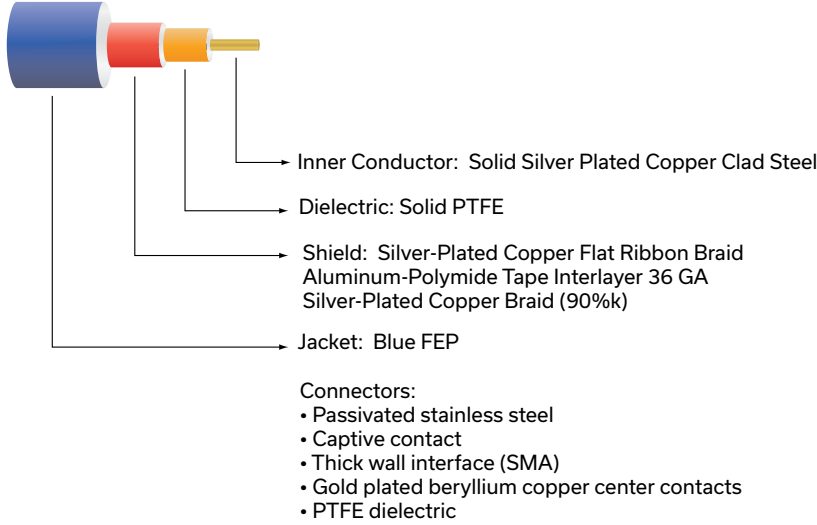 Inner Conductor: Solid Silver Plated Copper Clad Steel
Dielectric: Solid PTFE
Shield: Silver-Plated Copper Flat Ribbon Braid
Aluminum-Polymide Tape Interlayer 36 GA
Silver-Plated Copper Braid (90%k)
Jacket: Blue FEP
Connectors:
• Passivated stainless steel
• Captive contact
• Thick wall interface (SMA)
• Gold plated beryllium copper center contacts
• PTFE dielectric